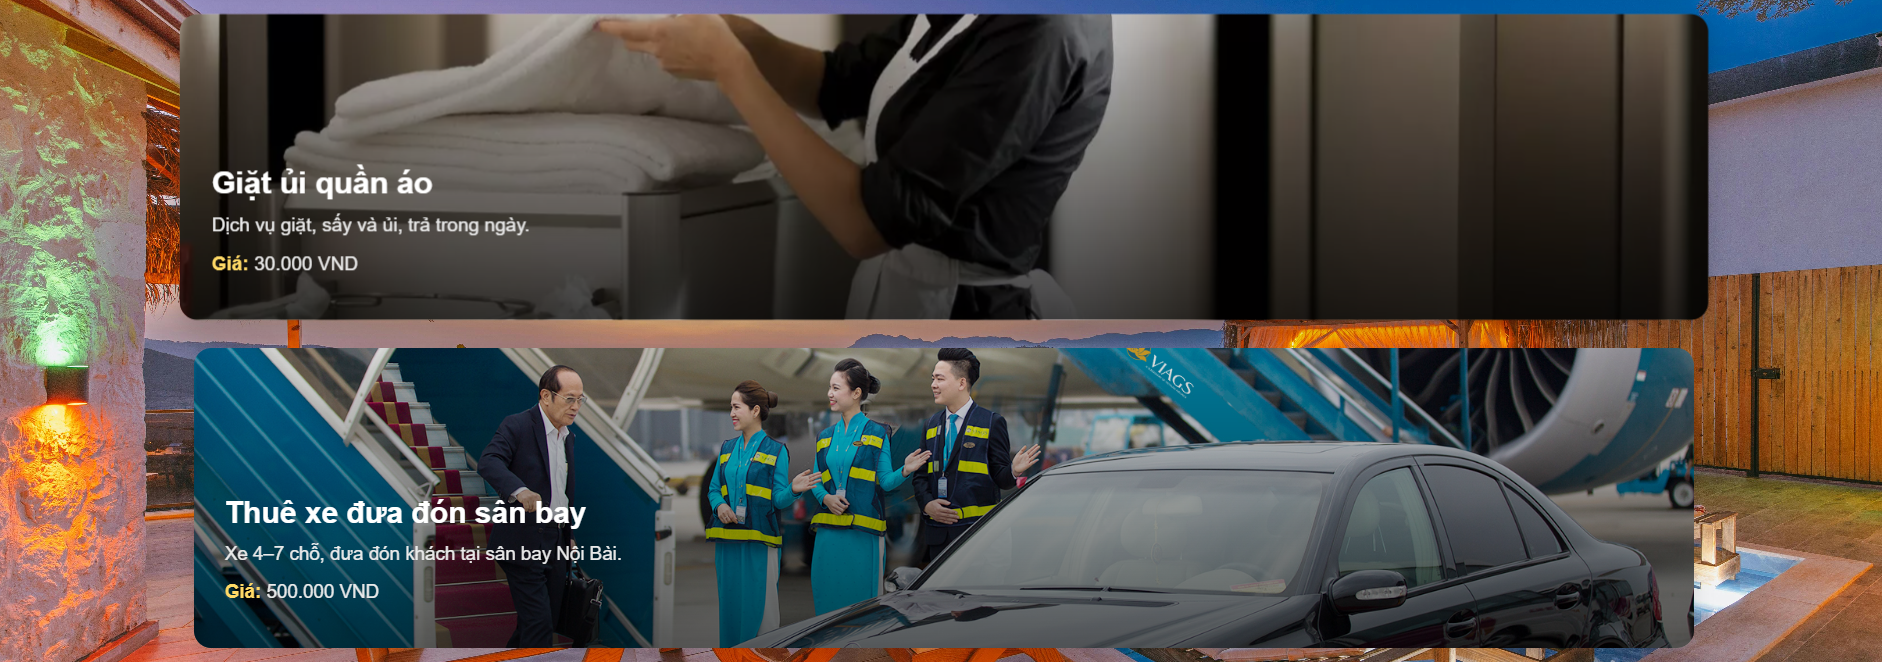 Giặt ủi quần áo
Dịch vụ giặt, sấy và ủi, trả trong ngày.
Giá: 30.000 VND
VIAGS
Thuê xe đưa đón sân bay
Xe 4–7 chỗ, đưa đón khách tại sân bay Nội Bài.
Giá: 500.000 VND